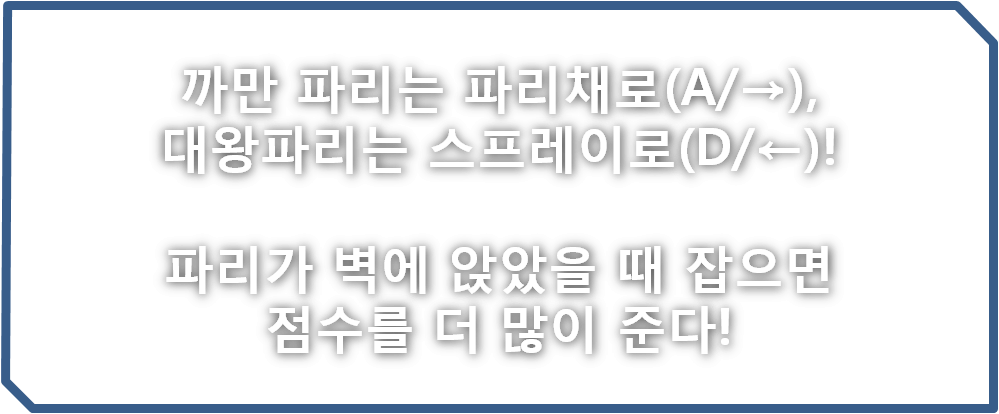 까만 파리는 파리채로(A/→),
대왕파리는 스프레이로(D/←)!
파리가 벽에 앉았을 때 잡으면
점수를 더 많이 준다!